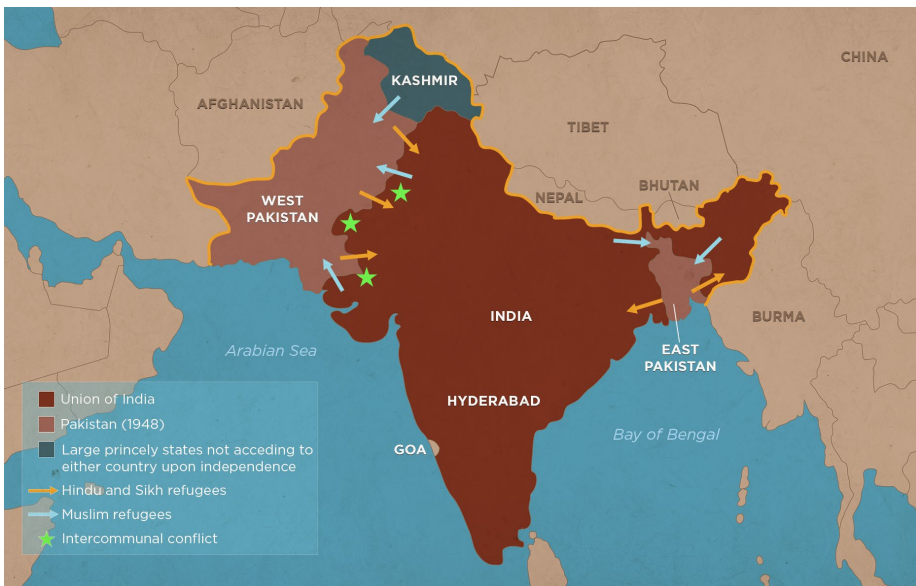 CHINA
KASHMIR
AFGHANISTAN
TIBET
BHUTAN
NEPAL
WEST
PAKISTAN
INDIA
BURMA
EAST
PAKISTAN
Arabian Sea
HYDERABAD
Bay of Bengal
GOA
Union of India
Pakistan (1948)
Large princely states not acceding to
either country upon independence
Hindu and Sikh refugees
Muslim refugees
Intercommunal conflict